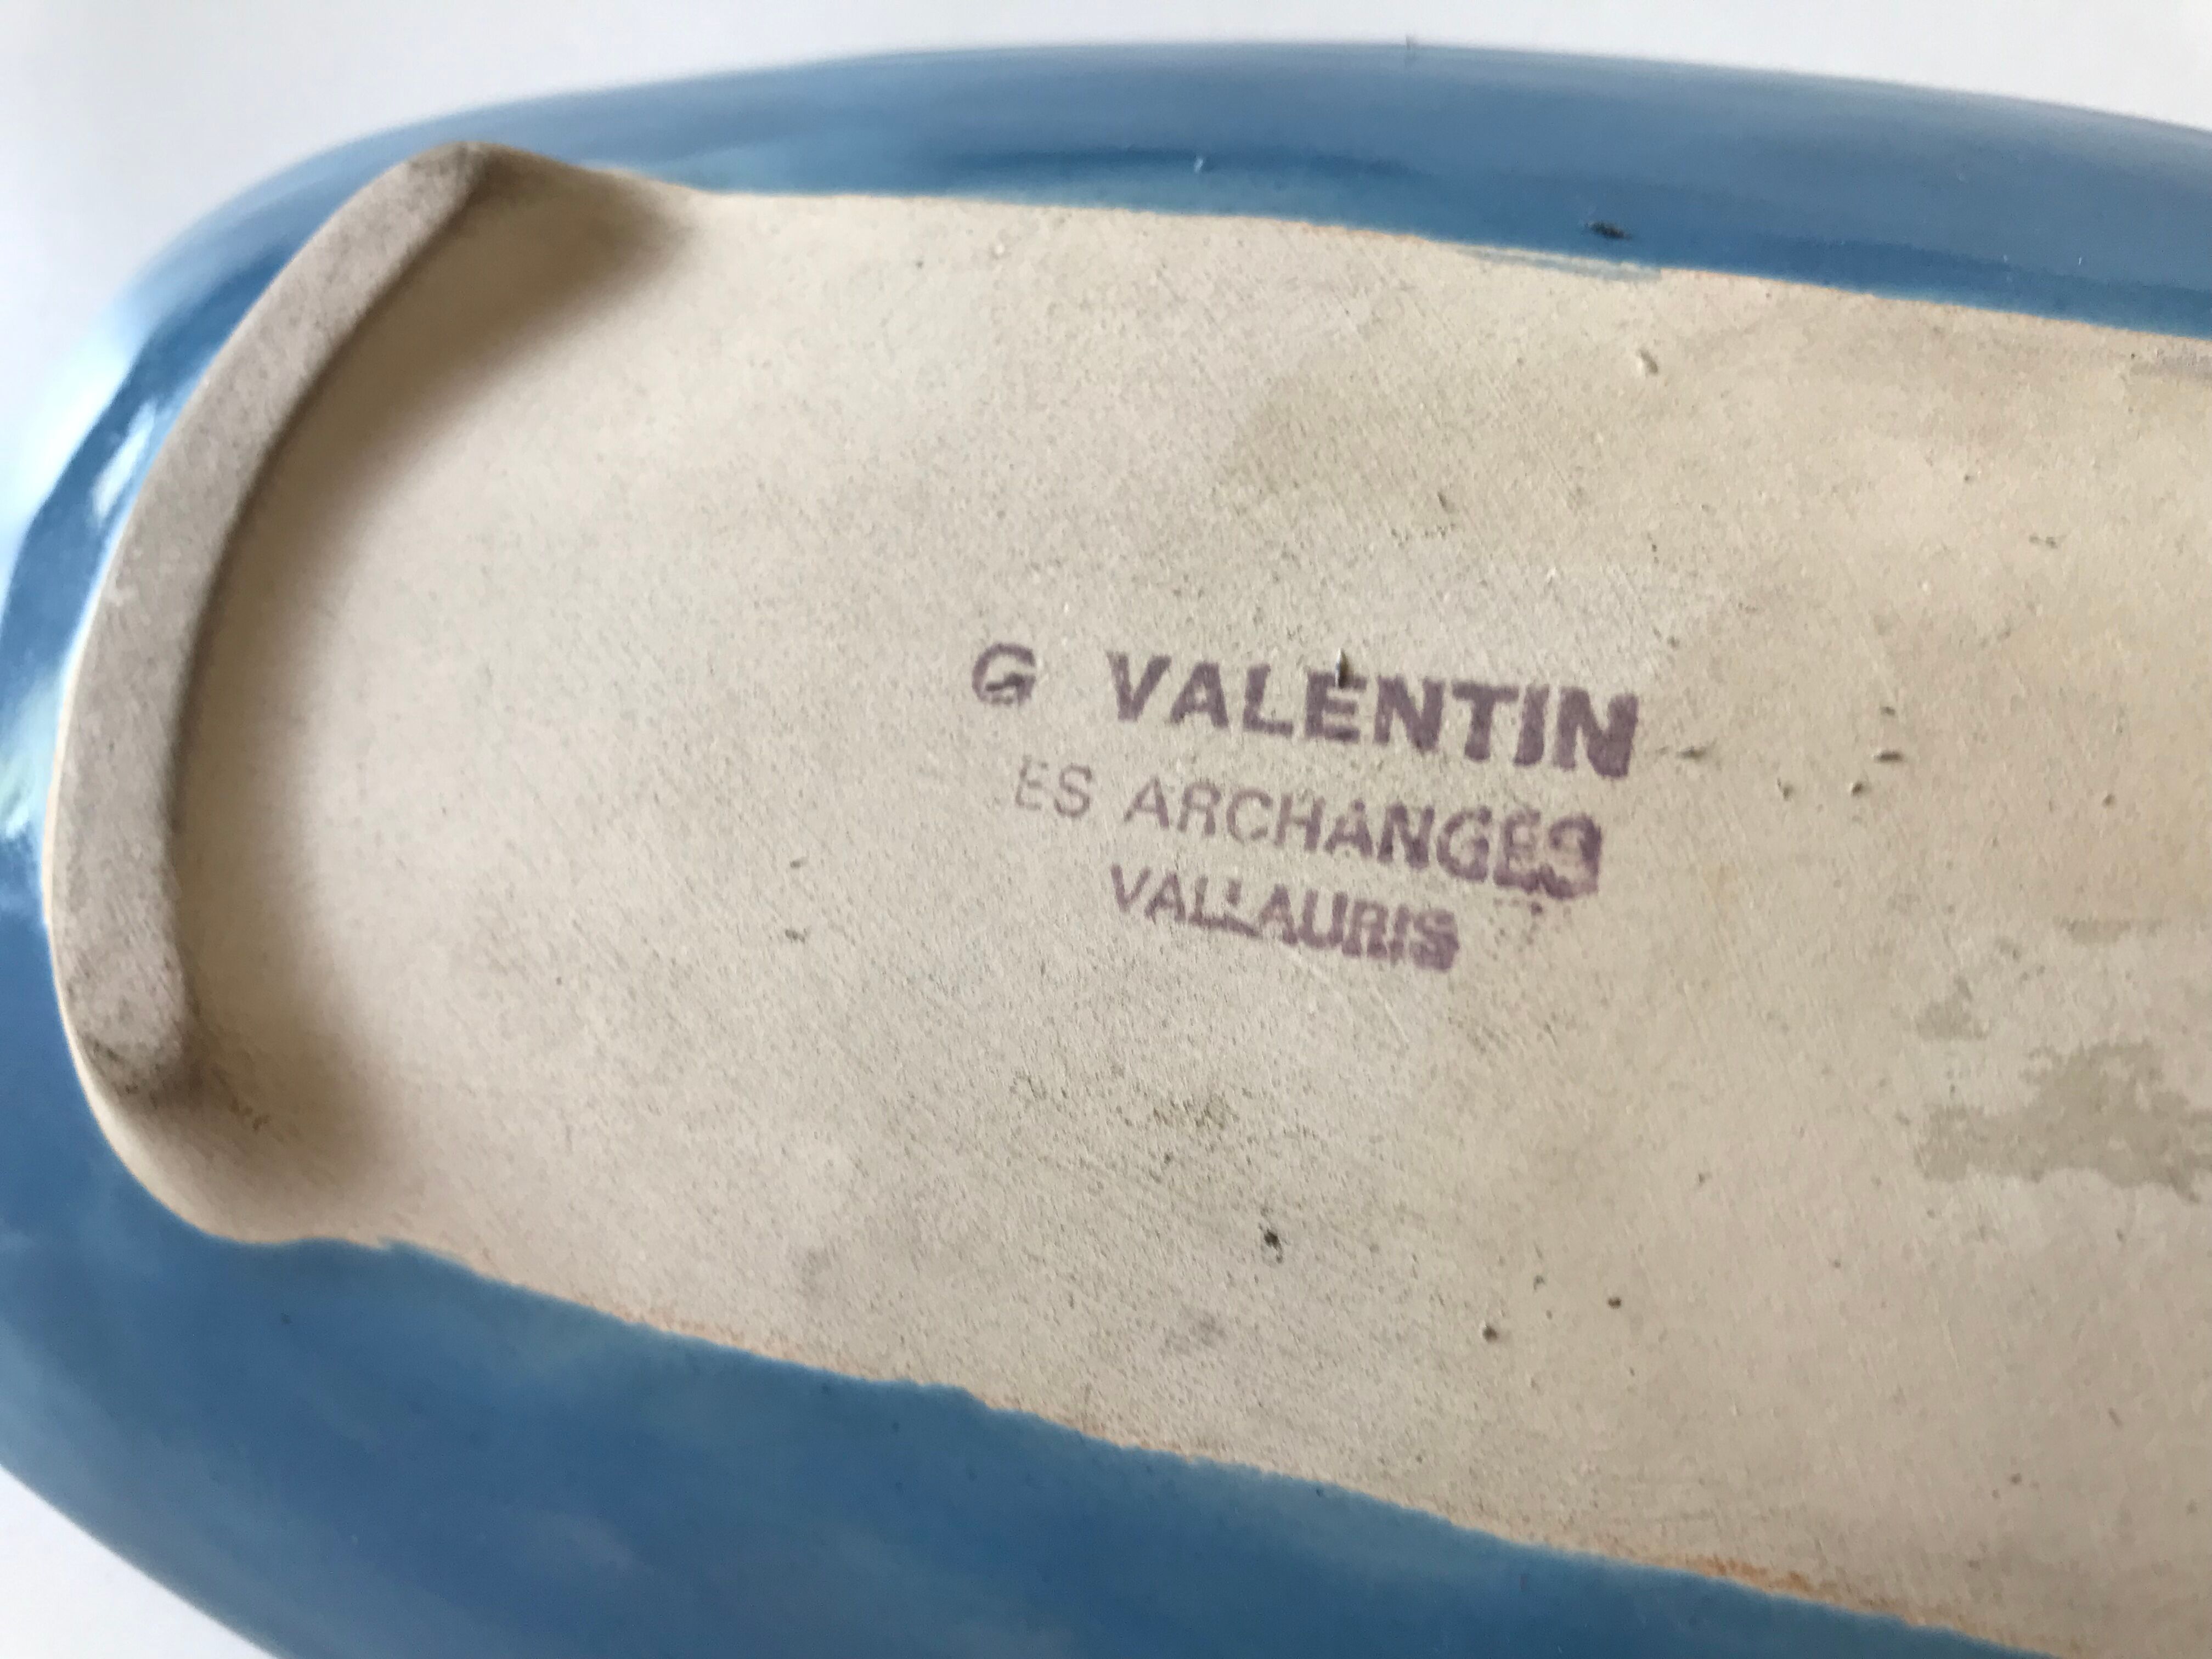 G VALENTIN
ES ARCHANGES
VALLAURIS